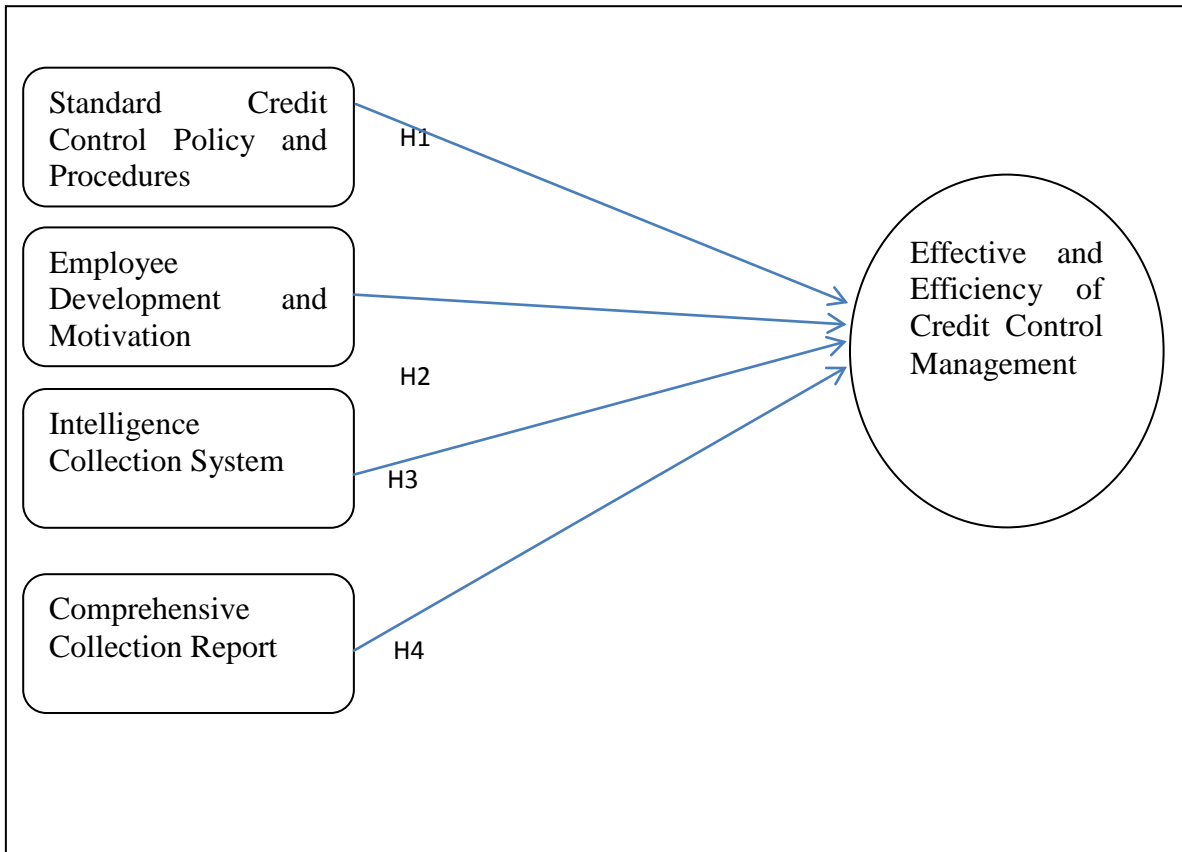 Standard Credit
Control Policy and
Procedures
H1
Employee
Development and
Motivation
H2
Intelligence
Collection System
H3
Comprehensive
Collection Report
H4
Effective and
Efficiency of
Credit Control
Management